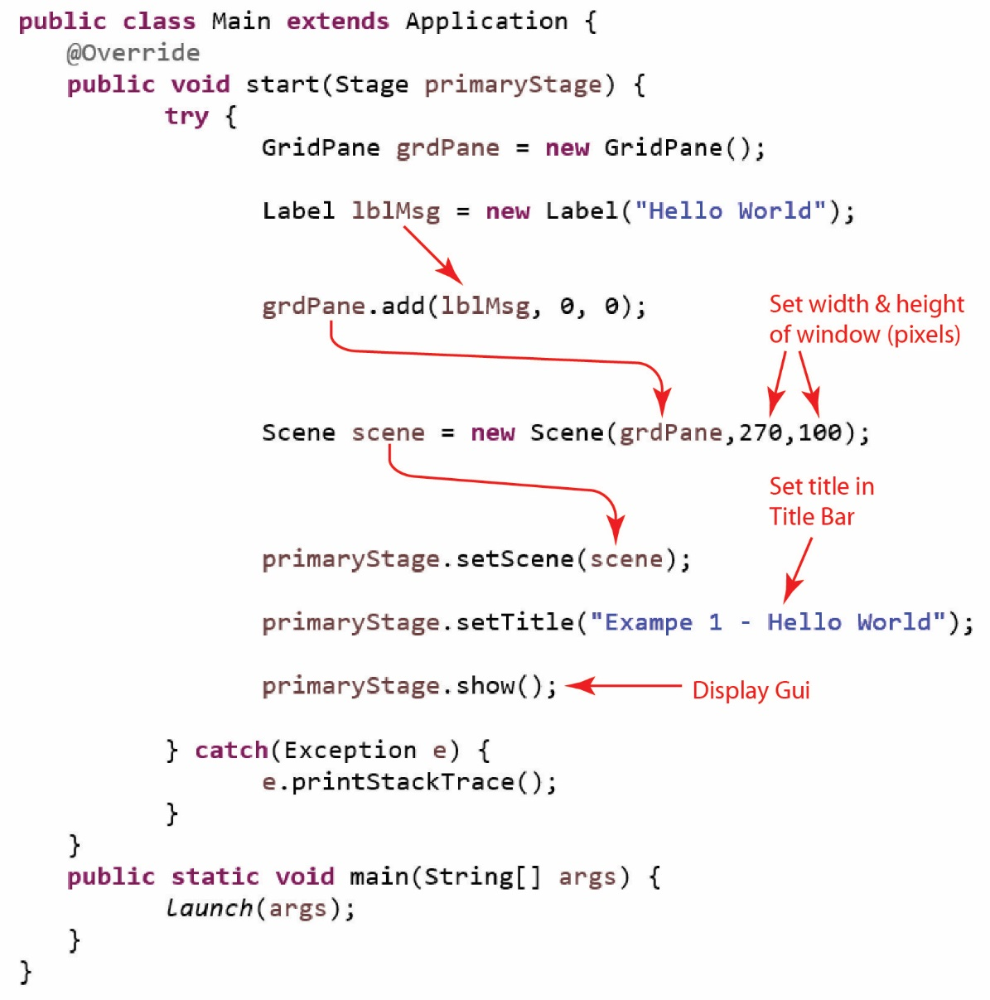 public class Main extends Application {
@Override
public void start(Stage primaryStage) {
try {
GridPane grdPane = new GridPane();
Label lblMsg = new Label("Hello World");
grdPane.add(lblMsg, 0, 0);
Set width & height
of window (pixels)
Scene scene = new Scene(grdPane,270,100);
Set title in
Title Bar
primaryStage.setScene(scene);
primaryStage.setTitle("Exampe 1 - Hello World");
primaryStage.show();
Display Gui
} catch(Exception e) {
e.printStackTrace();
}
}
public static void main(String[] args) {
launch(args);
}
}